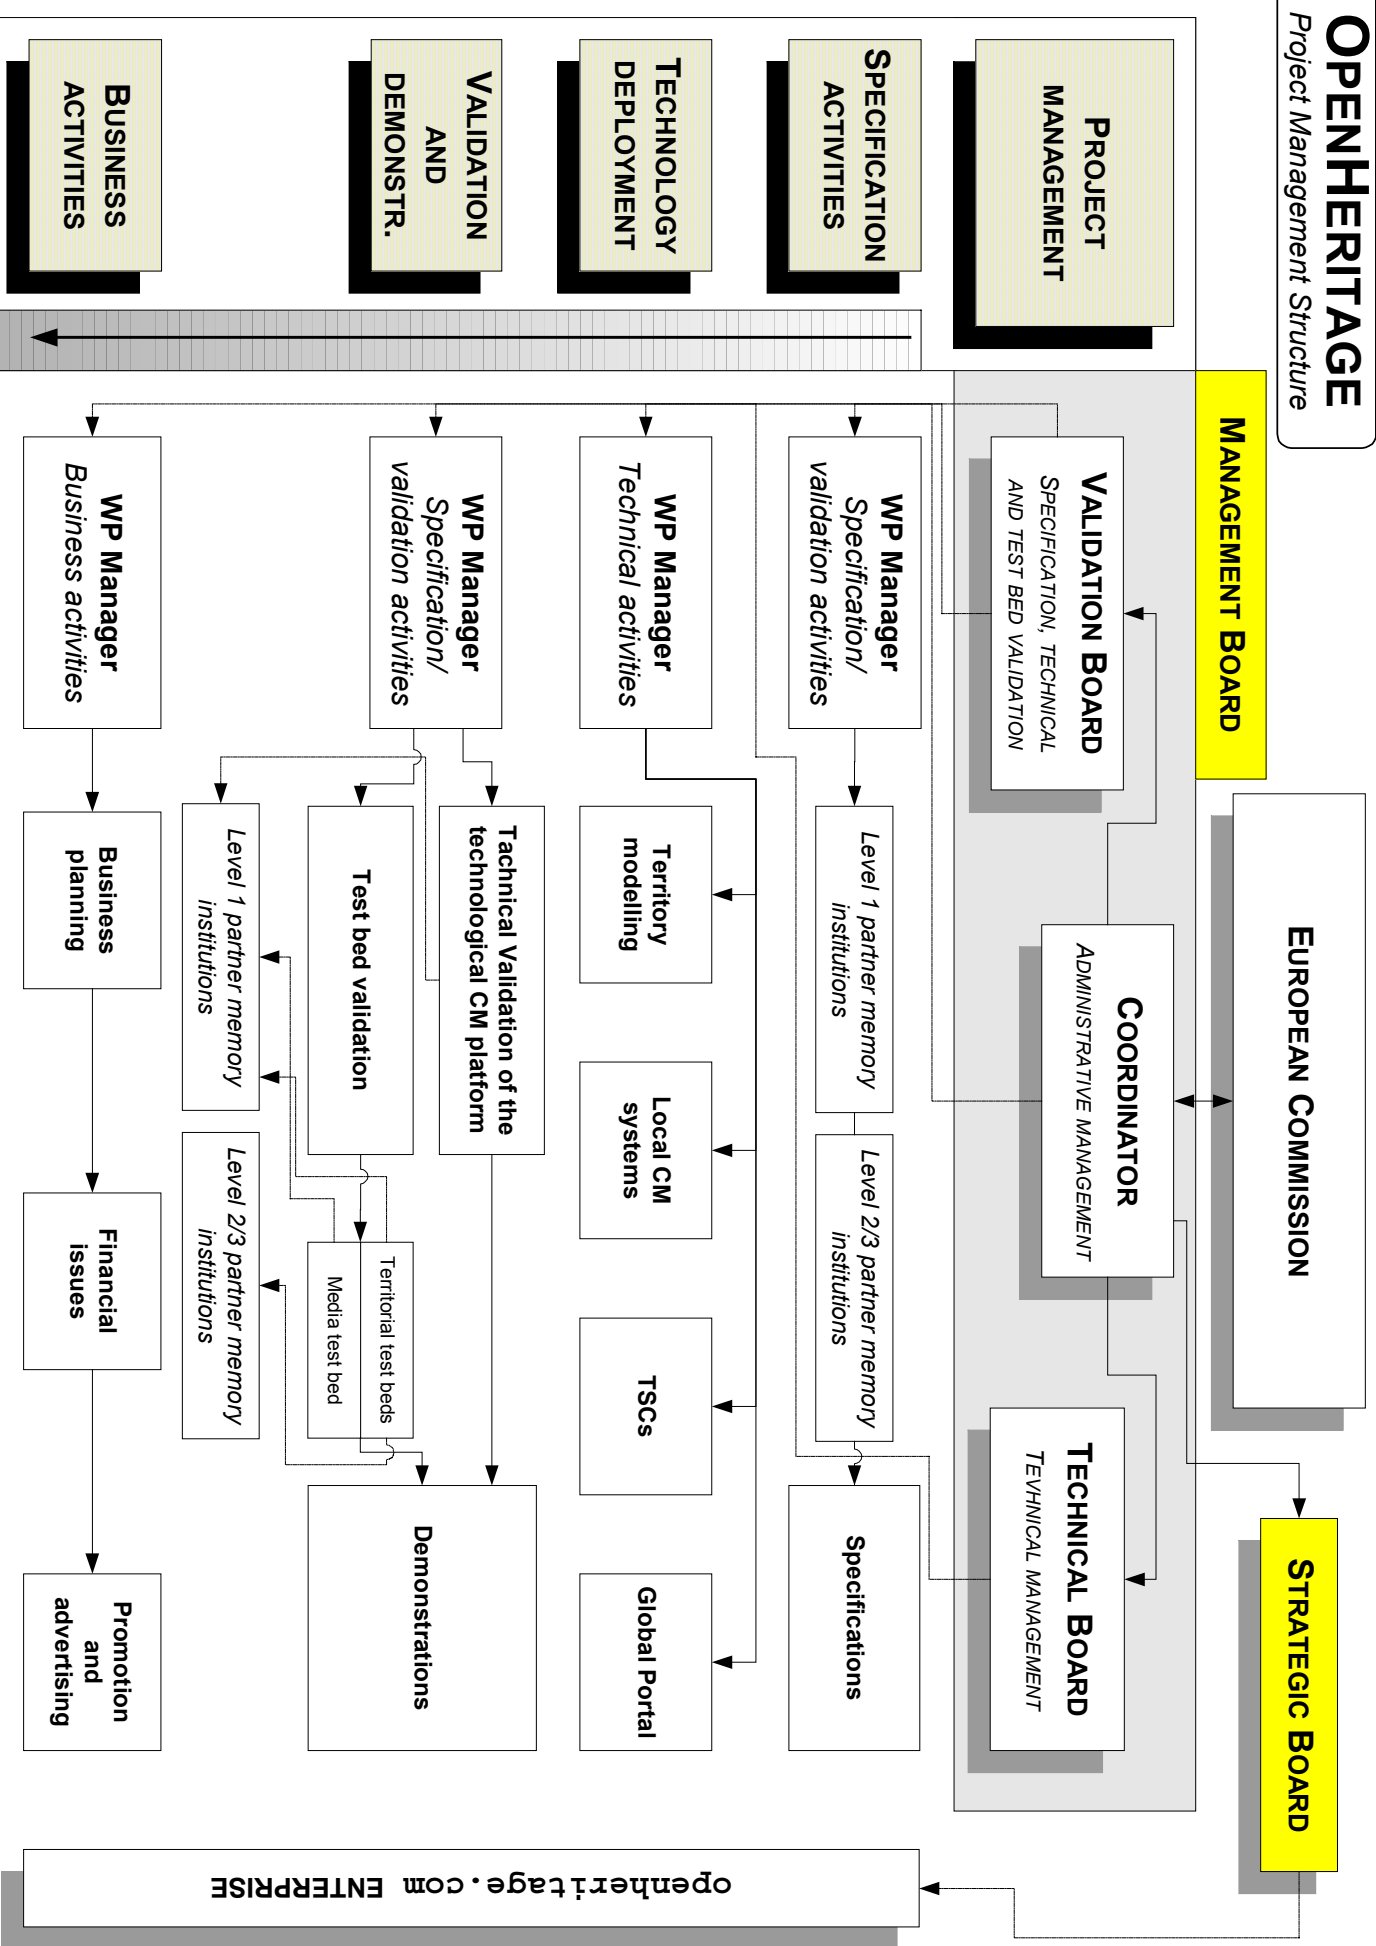 OPENHERITAGE
Project Management Structure
EUROPEAN COMMISSION
STRATEGIC BOARD
MANAGEMENT BOARD
PROJECT
MANAGEMENT
VALIDATION BOARD
SPECIFICATION, TECHNICAL
AND TEST BED VALIDATION
COORDINATOR
ADMINISTRATIVE MANAGEMENT
TECHNICAL BOARD
TEVHNICAL MANAGEMENT
SPECIFICATION
ACTIVITIES
WP Manager
Specification/
validation activities
Level 1 partner memory
institutions
Level 2/3 partner memory
institutions
Specifications
TECHNOLOGY
DEPLOYMENT
WP Manager
Technical activities
Territory
modelling
Local CM
systems
TSCs
Global Portal
VALIDATION
AND
DEMONSTR.
WP Manager
Specification/
validation activities
Tachnical Validation of the
technological CM platform
Test bed validation
Territorial test beds
Media test bed
Level 1 partner memory
institutions
Level 2/3 partner memory
institutions
Demonstrations
BUSINESS
ACTIVITIES
WP Manager
Business activities
Business
planning
Financial
issues
Promotion
and
advertising
openheritage.com ENTERPRISE